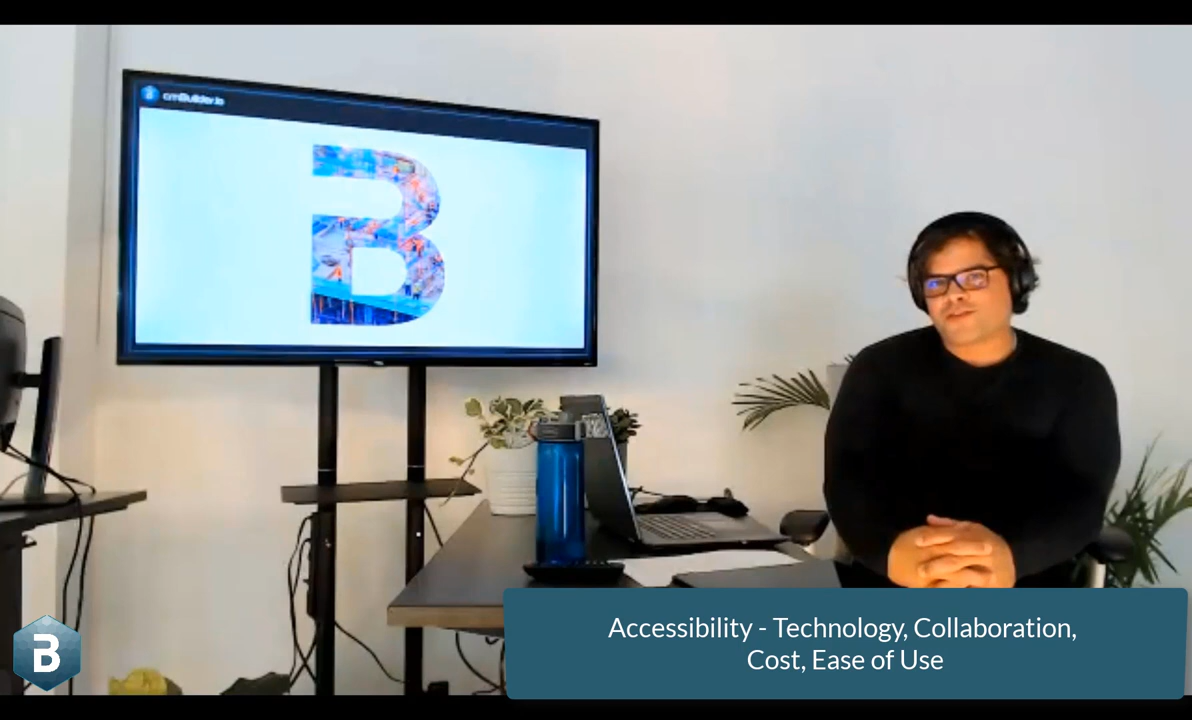 cmBuilder.io
B
B
Accessibility - Technology, Collaboration,
Cost, Ease of Use